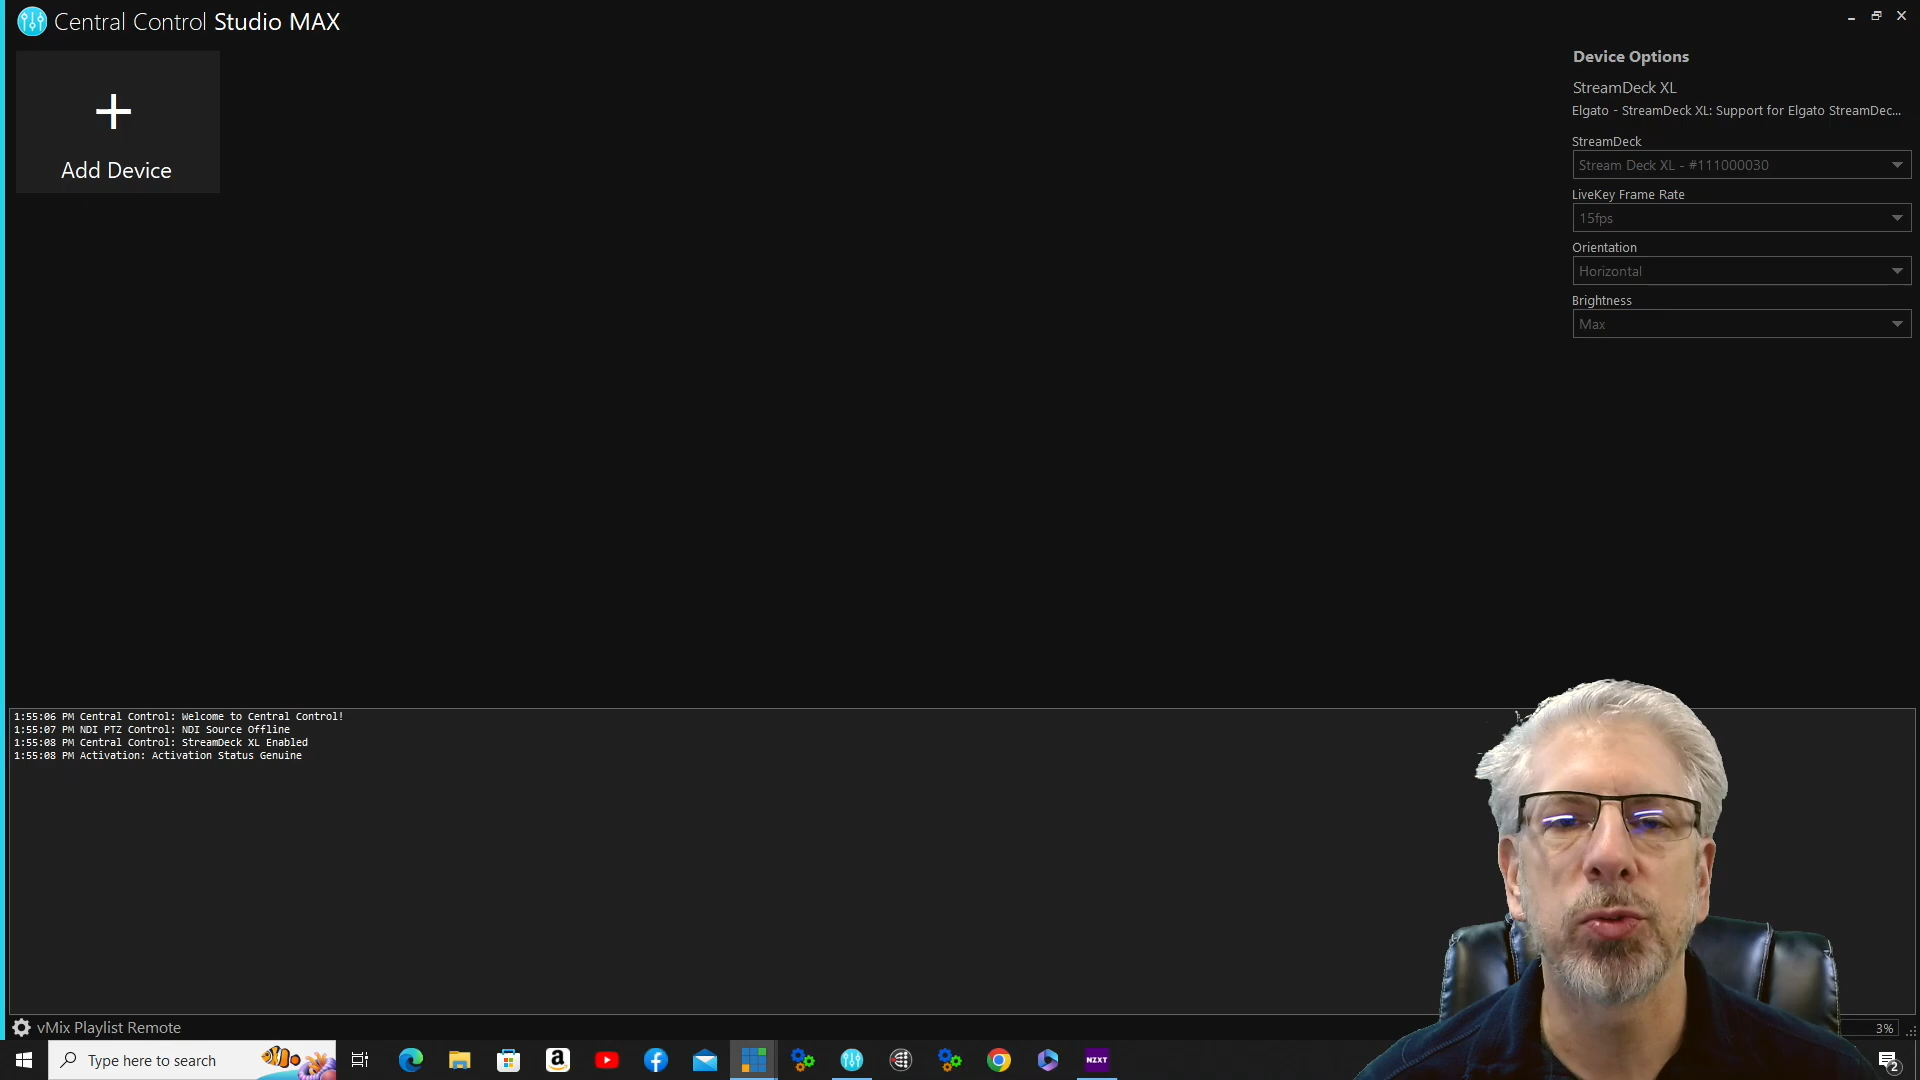 Central Control Studio MAX
Add Device
Device Options
StreamDeck XL
Elgato - StreamDeck XL: Support for Elgato StreamDec...
StreamDeck
Stream Deck XL - #111000030
LiveKey Frame Rate
15fps
Orientation
Horizontal
Brightness
Max
1:55:06 PM Central Control: Welcome to Central Control!
1:55:07 PM NDI PTZ Control: NDI Source Offline
1:55:08 PM Central Control: StreamDeck XL Enabled
1:55:08 PM Activation: Activation Status Genuine
vMix Playlist Remote
3%
Type here to search
a
NZXT
2